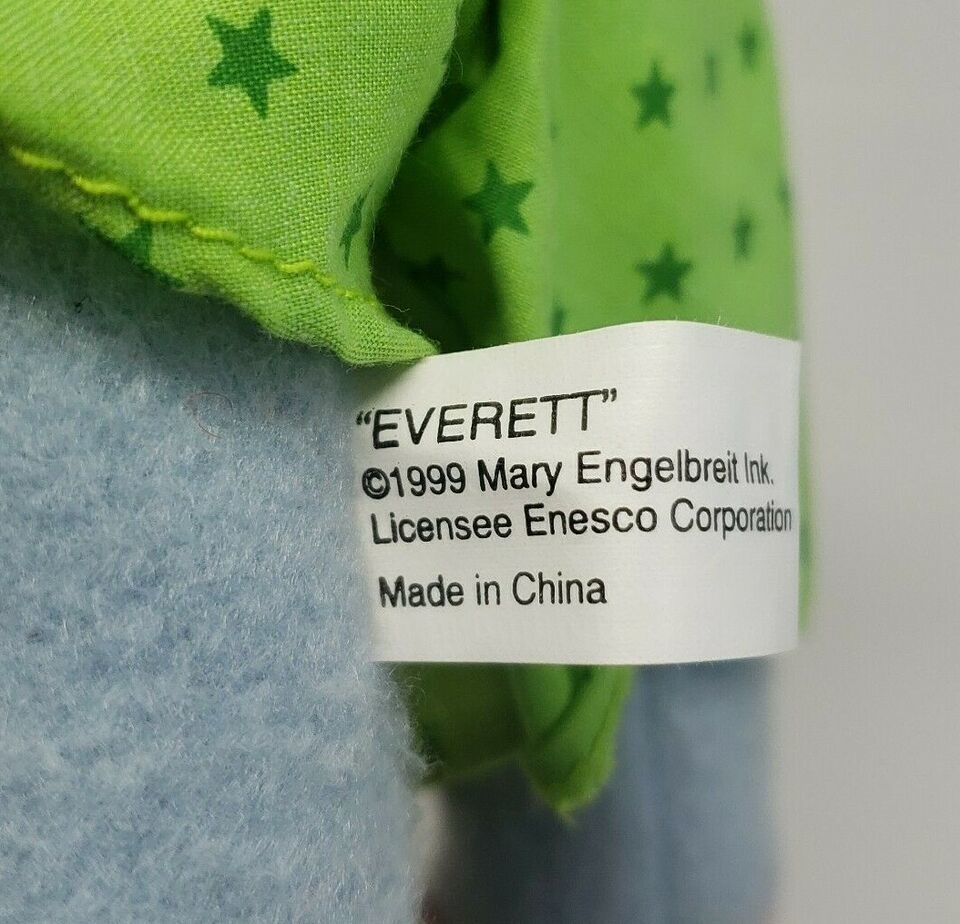 “EVERETT”
©1999 Mary Engelbreit Ink.
Licensee Enesco Corporation
Made in China